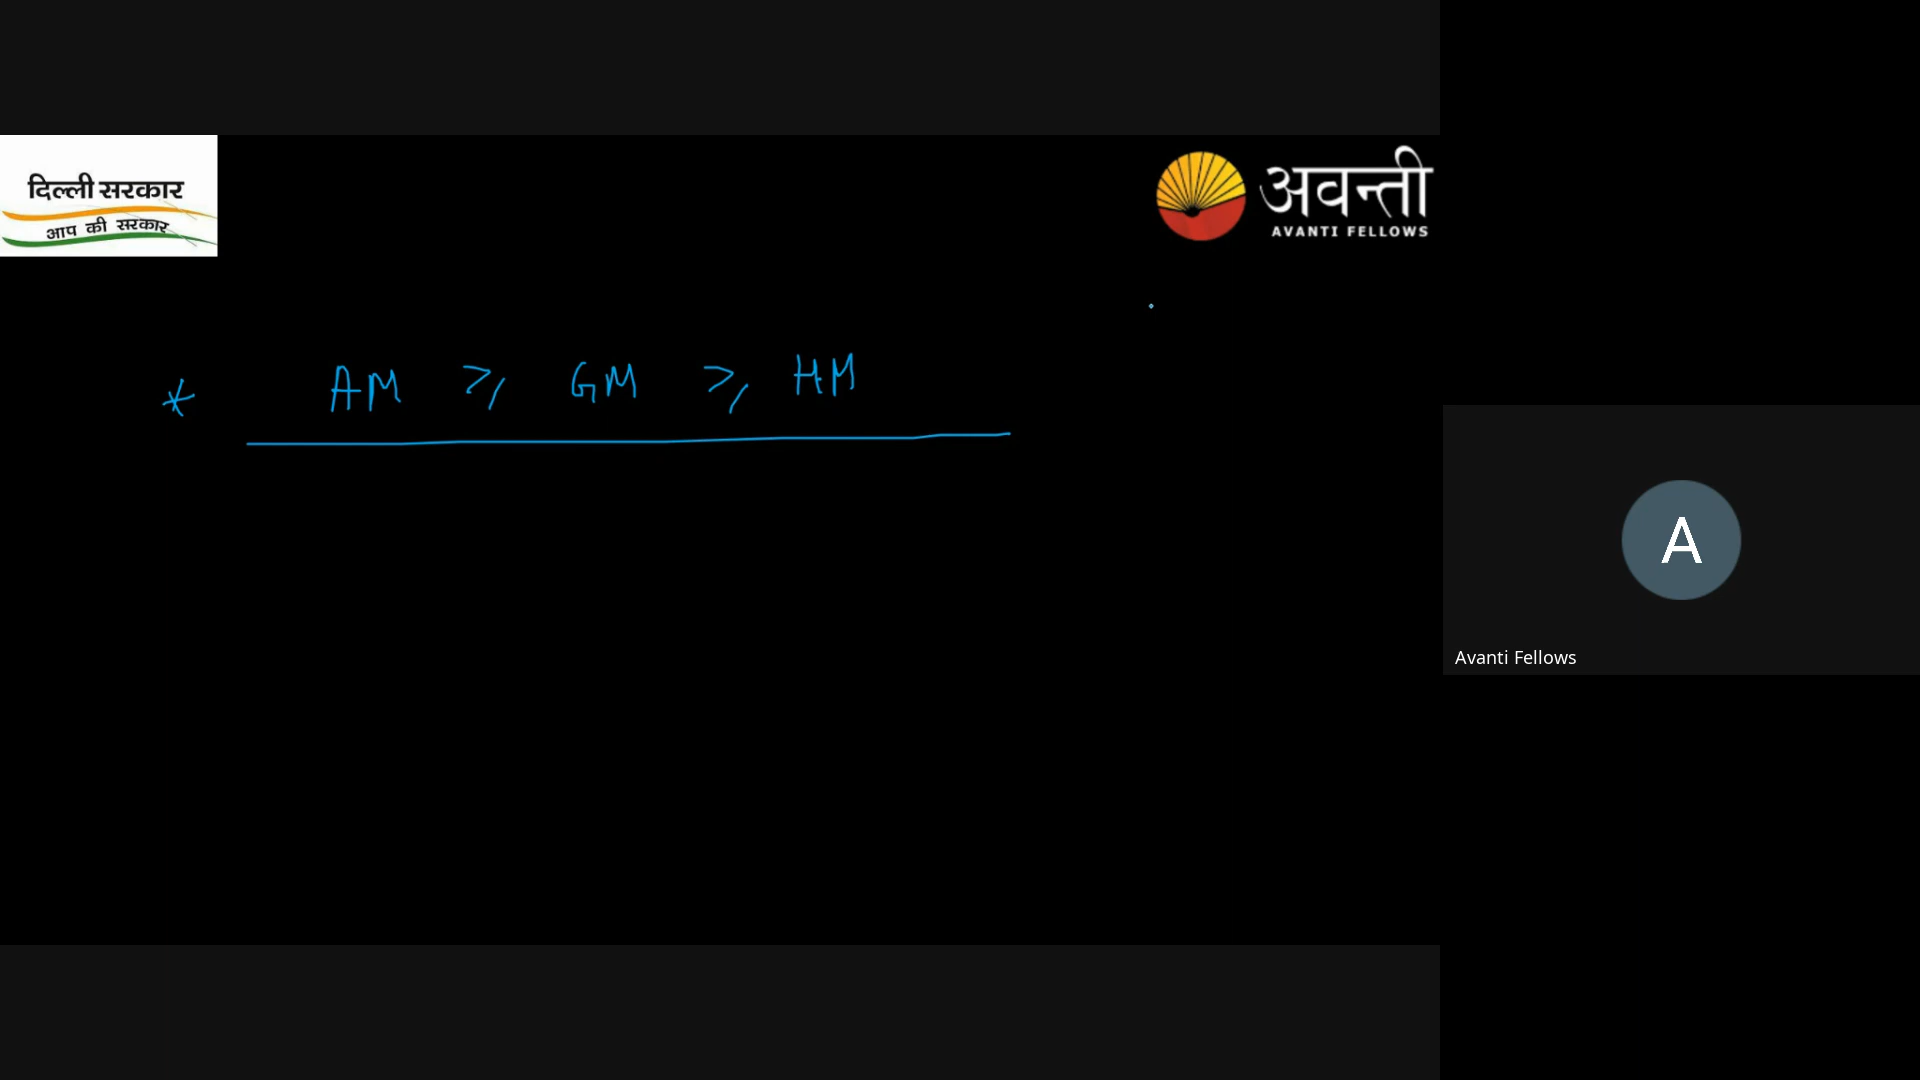 दिल्ली सरकार
आप की सरकार
अवन्ती
AVANTI FELLOWS
* AM ⩾ GM ⩾ HM
A
Avanti Fellows